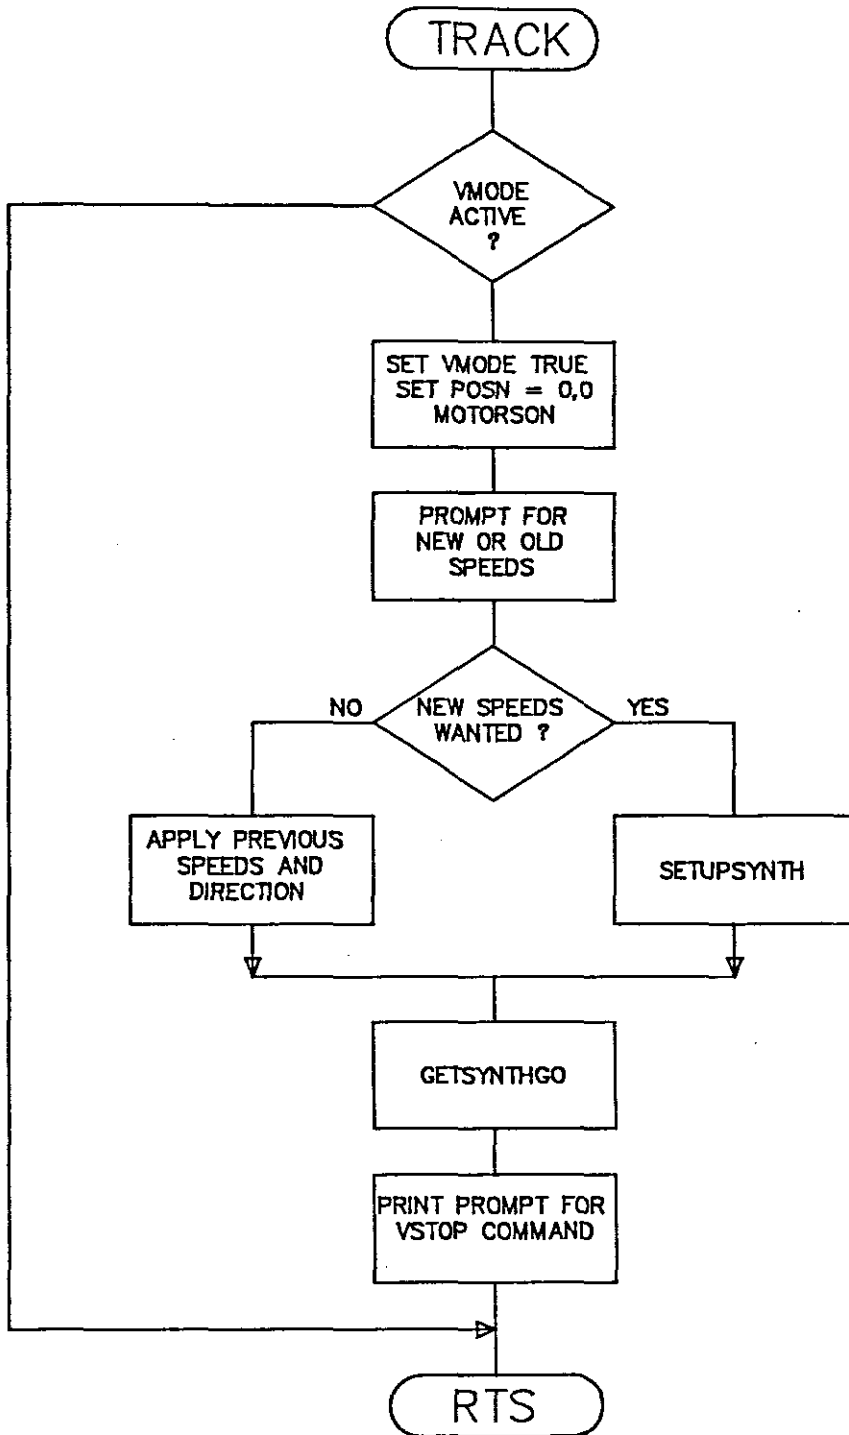 TRACK
VMODE
ACTIVE
?
SET VMODE TRUE
SET POSN = 0,0
MOTORSON
PROMPT FOR
NEW OR OLD
SPEEDS
NO
NEW SPEEDS
WANTED ?
YES
APPLY PREVIOUS
SPEEDS AND
DIRECTION
SETUPSYNTH
GETSYNTHGO
PRINT PROMPT FOR
VSTOP COMMAND
RTS